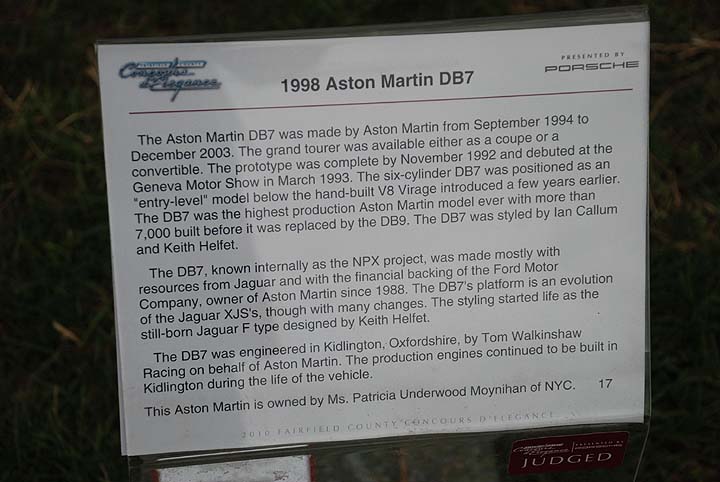 FAIRFIELD COUNTY
Concours
d'Elegance
1998 Aston Martin DB7
PRESENTED BY
PORSCHE
The Aston Martin DB7 was made by Aston Martin from September 1994 to
December 2003. The grand tourer was available either as a coupe or a
convertible. The prototype was complete by November 1992 and debuted at the
Geneva Motor Show in March 1993. The six-cylinder DB7 was positioned as an
"entry-level" model below the hand-built V8 Virage introduced a few years earlier.
The DB7 was the highest production Aston Martin model ever with more than
7,000 built before it was replaced by the DB9. The DB7 was styled by Ian Callum
and Keith Helfet.
The DB7, known internally as the NPX project, was made mostly with
resources from Jaguar and with the financial backing of the Ford Motor
Company, owner of Aston Martin since 1988. The DB7's platform is an evolution
of the Jaguar XJS's, though with many changes. The styling started life as the
still-born Jaguar F type designed by Keith Helfet.
The DB7 was engineered in Kidlington, Oxfordshire, by Tom Walkinshaw
Racing on behalf of Aston Martin. The production engines continued to be built in
Kidlington during the life of the vehicle.
This Aston Martin is owned by Ms. Patricia Underwood Moynihan of NYC. 17
2010 FAIRFIELD COUNTY CONCOURS D'ELEGANCE
Concours
d'Elegance
PRESENTED BY
PORSCHE
JUDGED